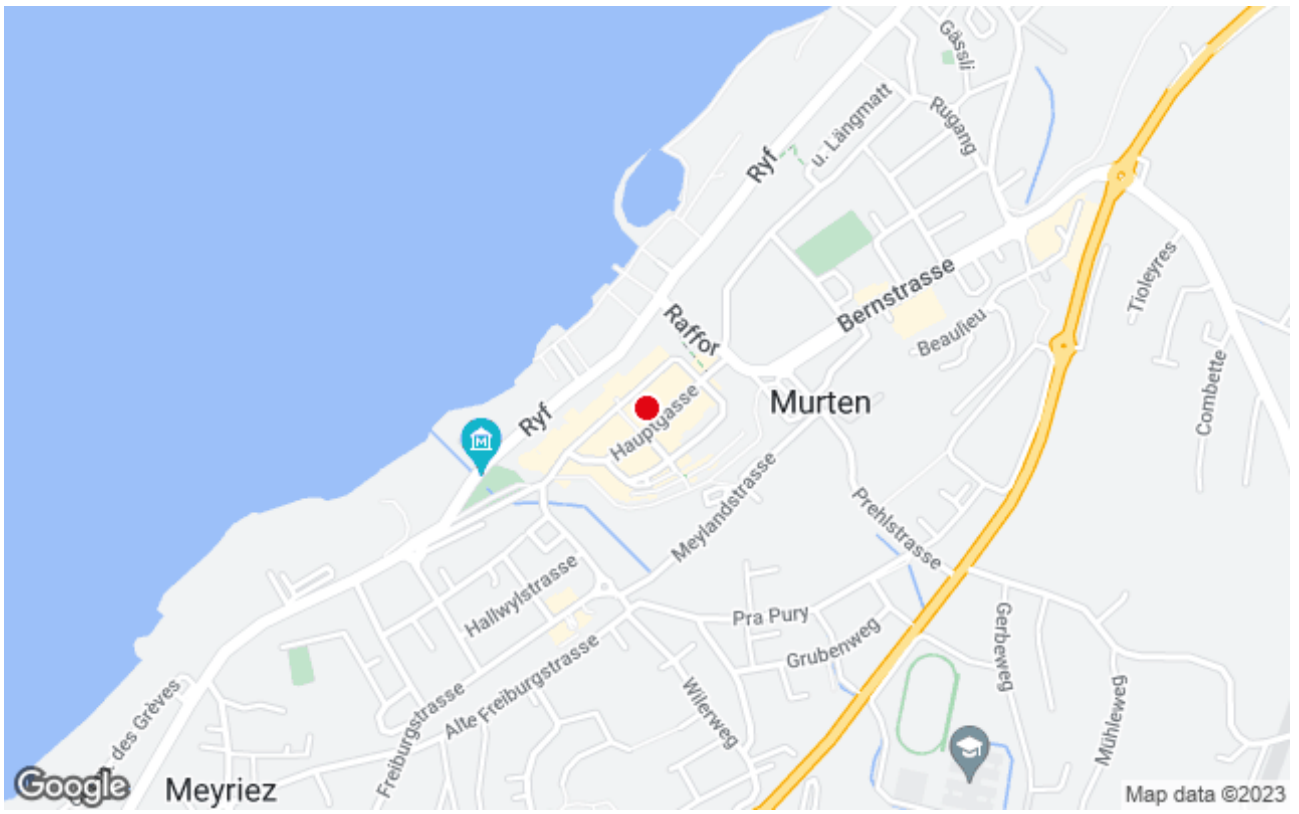 Gässli
Rugang
u. Längmatt
Ryf
Tioleyres
Bernstrasse
Beaulieu
Raffor
Combette
Murten
Hauptgasse
Ryf
M
Meylandstrasse
Prehlstrasse
Hallwylstrasse
Pra Pury
Grubenweg
Gerbeweg
Alte Freiburgstrasse
Freiburgstrasse
Wilerweg
Mühleweg
des Grèves
Meyriez
Google
Map data ©2023